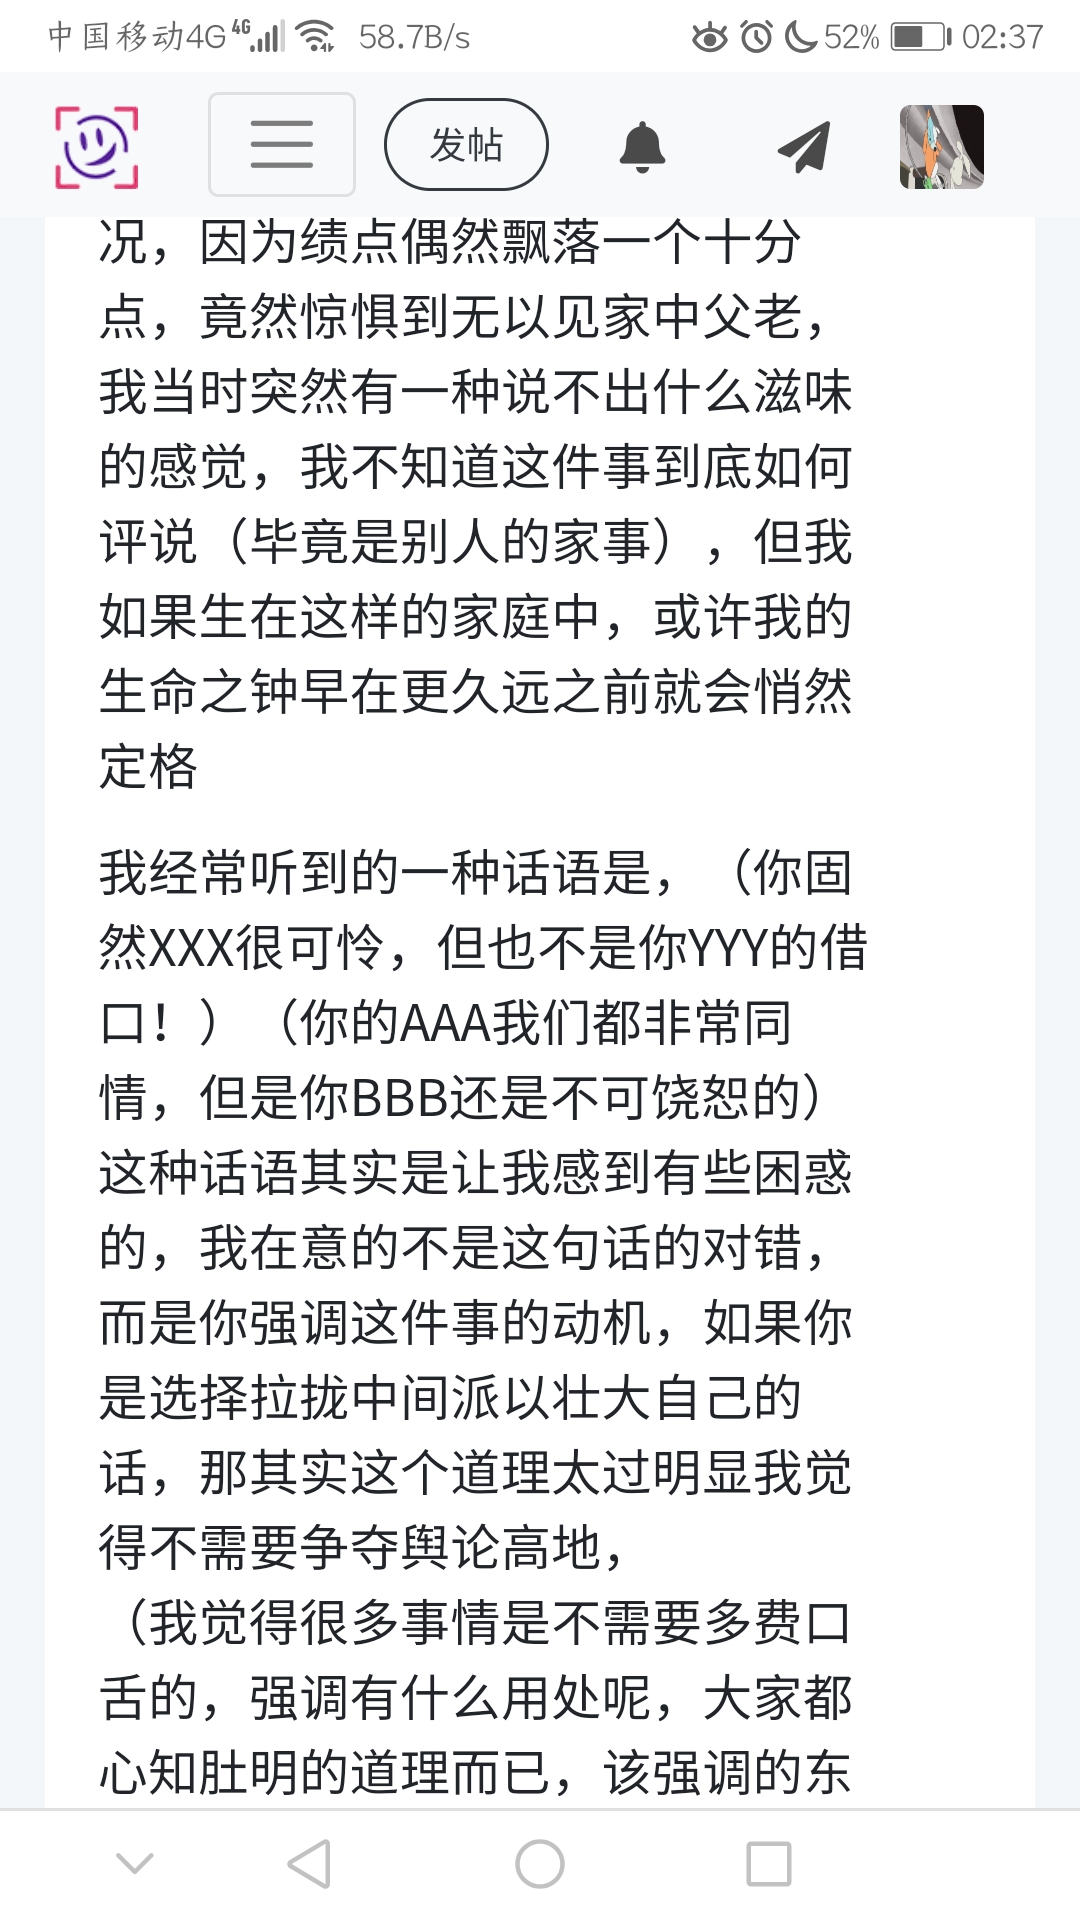 中国移动4G 4G 58.7B/s 52% 02:37
发帖
况，因为绩点偶然飘落一个十分
点，竟然惊惧到无以见家中父老，
我当时突然有一种说不出什么滋味
的感觉，我不知道这件事到底如何
评说（毕竟是别人的家事），但我
如果生在这样的家庭中，或许我的
生命之钟早在更久远之前就会悄然
定格
我经常听到的一种话语是，（你固
然XXX很可怜，但也不是你YYY的借
口！）（你的AAA我们都非常同
情，但是你BBB还是不可饶恕的）
这种话语其实是让我感到有些困惑
的，我在意的不是这句话的对错，
而是你强调这件事的动机，如果你
是选择拉拢中间派以壮大自己的
话，那其实这个道理太过明显我觉
得不需要争夺舆论高地，
（我觉得很多事情是不需要多费口
舌的，强调有什么用处呢，大家都
心知肚明的道理而已，该强调的东